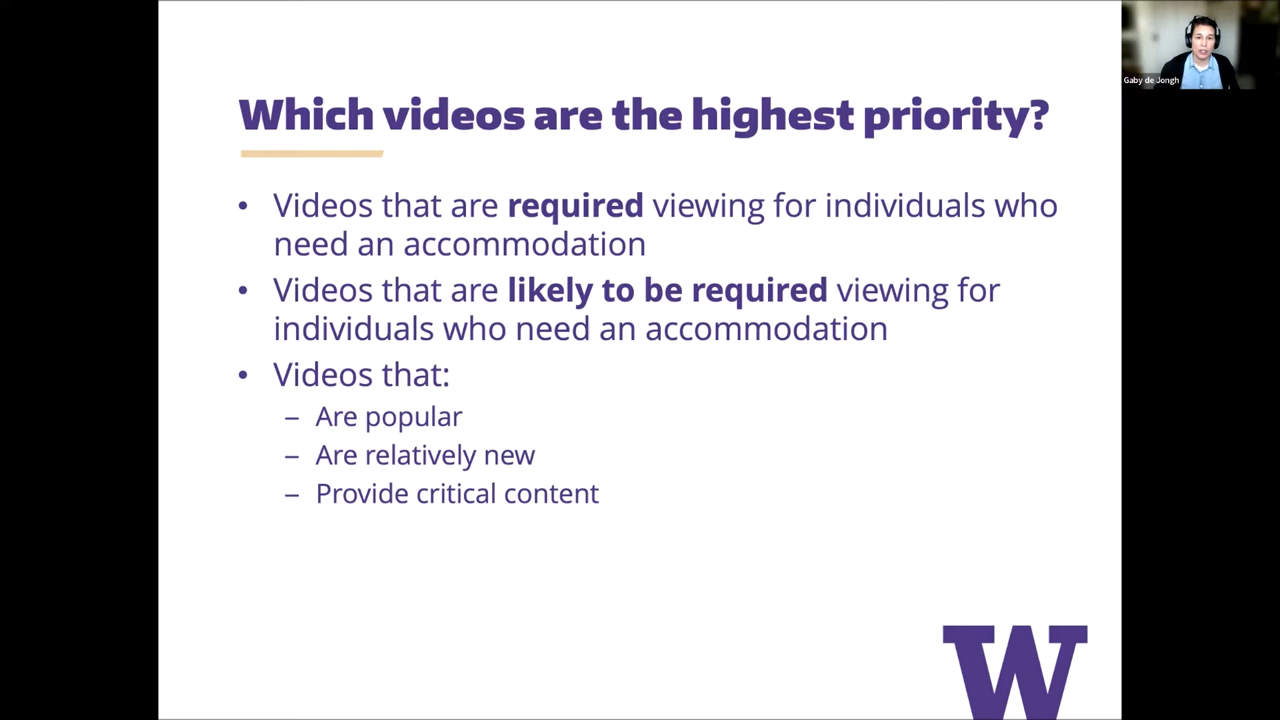 Which videos are the highest priority?
• Videos that are required viewing for individuals who
need an accommodation
• Videos that are likely to be required viewing for
individuals who need an accommodation
• Videos that:
– Are popular
– Are relatively new
– Provide critical content
W
Gaby de Jongh